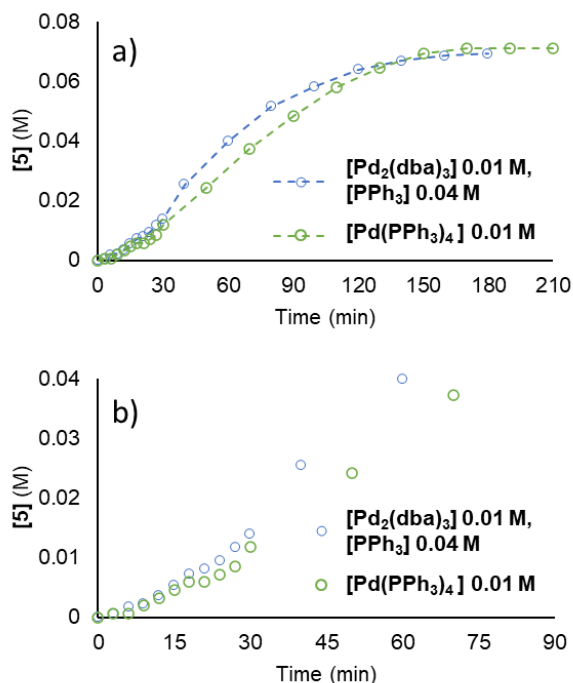 a)
0.08
0.06
0.04
0.02
0
[5] (M)
[Pd₂(dba)₃] 0.01 M,
[PPh₃] 0.04 M
[Pd(PPh₃)₄] 0.01 M
0 30 60 90 120 150 180 210
Time (min)
b)
0.04
0.03
0.02
0.01
0
[5] (M)
[Pd₂(dba)₃] 0.01 M,
[PPh₃] 0.04 M
[Pd(PPh₃)₄] 0.01 M
0 15 30 45 60 75 90
Time (min)